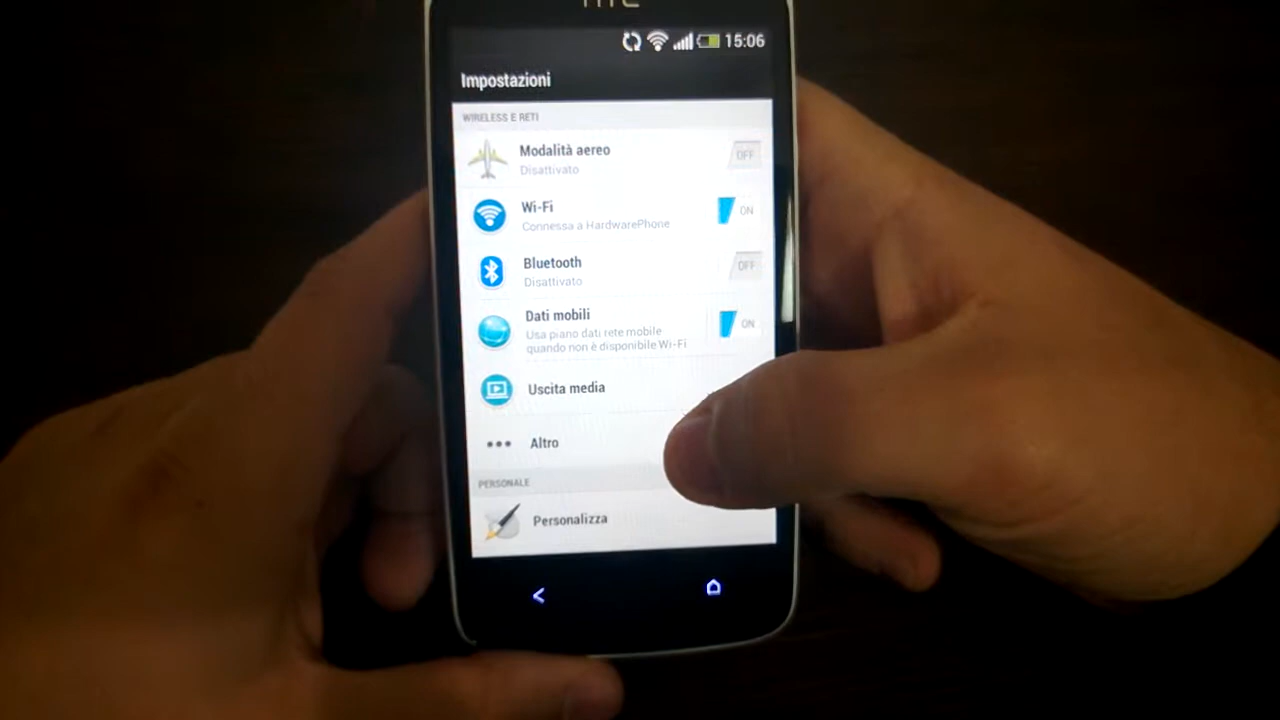 hTC
15:06
Impostazioni
WIRELESS E RETI
Modalità aereo
OFF
Disattivato
Wi-Fi
ON
Connessa a HardwarePhone
Bluetooth
OFF
Disattivato
Dati mobili
ON
Usa piano dati rete mobile
quando non è disponibile Wi-Fi
Uscita media
Altro
PERSONALE
Personalizza